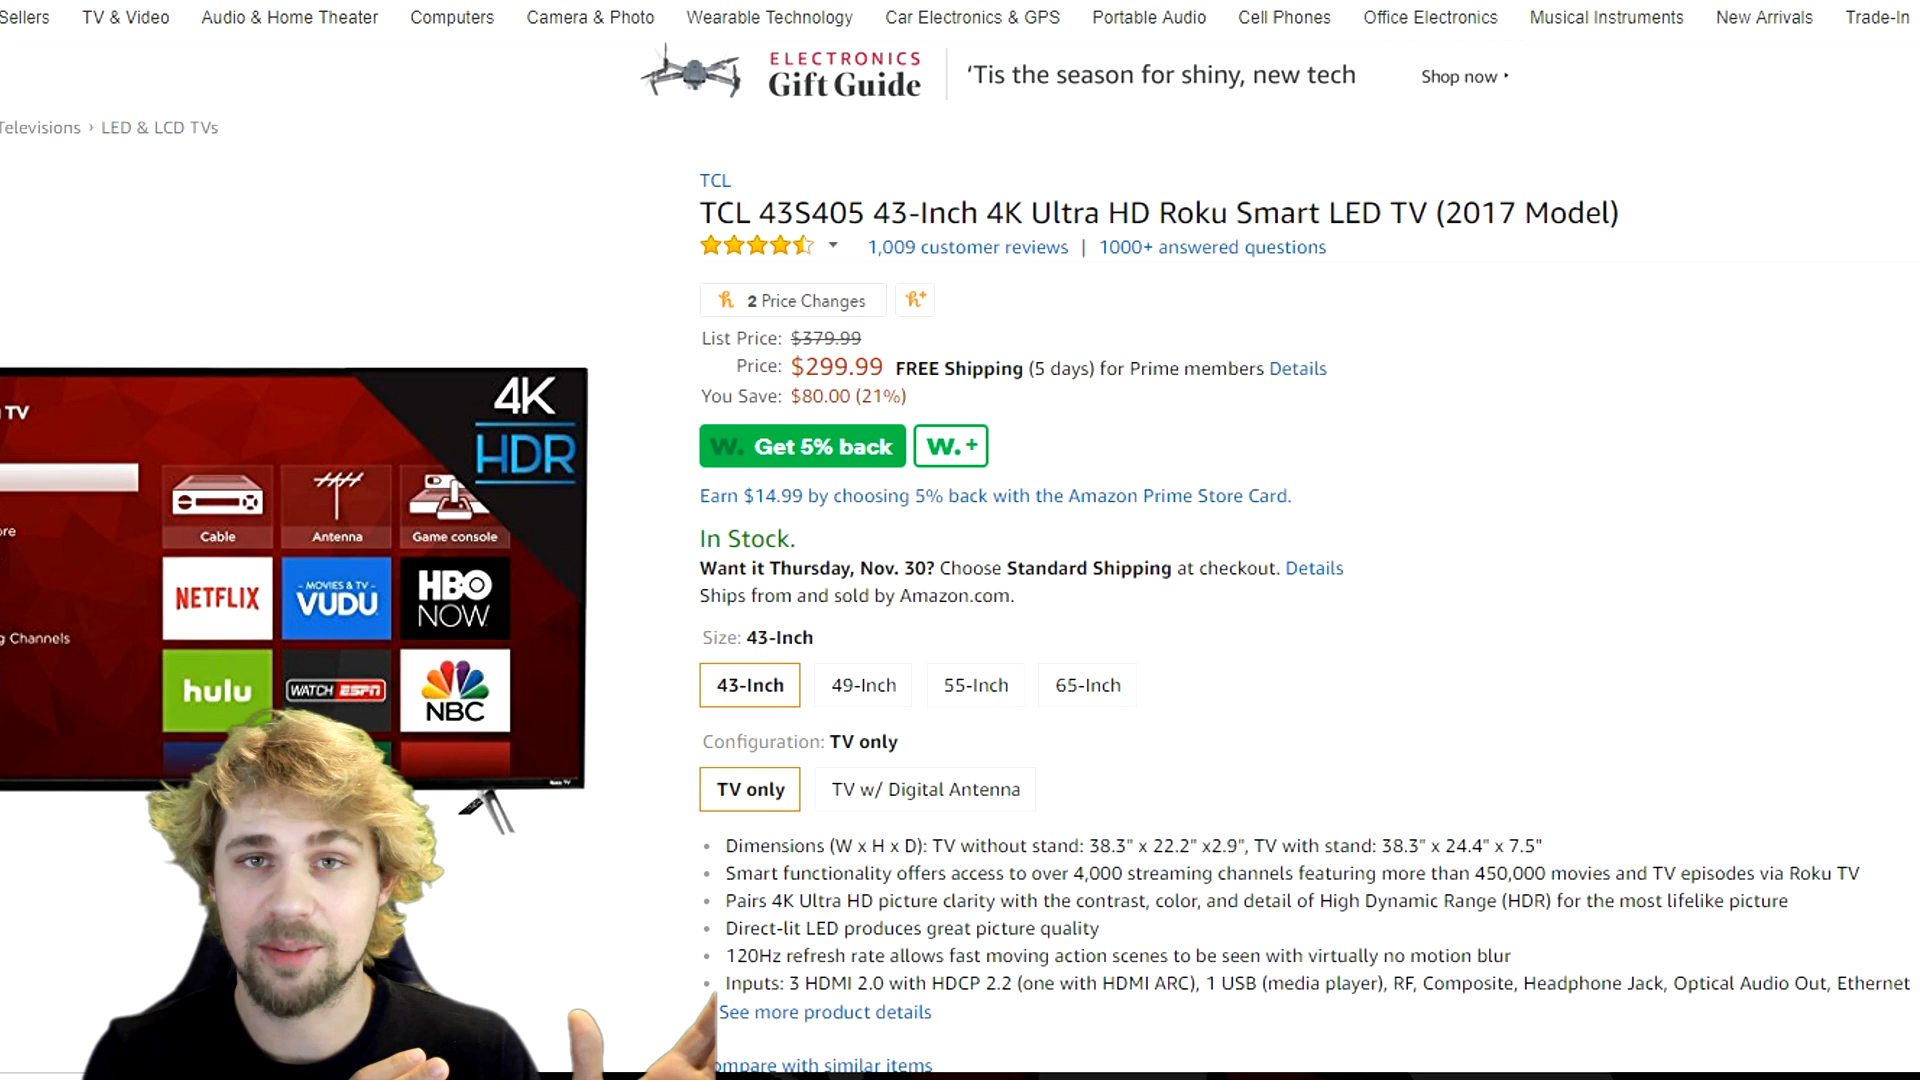 Sellers TV & Video Audio & Home Theater Computers Camera & Photo Wearable Technology Car Electronics & GPS Portable Audio Cell Phones Office Electronics Musical Instruments New Arrivals Trade-In
ELECTRONICS
Gift Guide
‘Tis the season for shiny, new tech
Shop now
Televisions › LED & LCD TVs
TCL
TCL 43S405 43-Inch 4K Ultra HD Roku Smart LED TV (2017 Model)
1,009 customer reviews | 1000+ answered questions
2 Price Changes
List Price: $379.99
Price: $299.99 FREE Shipping (5 days) for Prime members Details
You Save: $80.00 (21%)
W. Get 5% back W.+
Earn $14.99 by choosing 5% back with the Amazon Prime Store Card.
In Stock.
Want it Thursday, Nov. 30? Choose Standard Shipping at checkout. Details
Ships from and sold by Amazon.com.
Size: 43-Inch
43-Inch 49-Inch 55-Inch 65-Inch
Configuration: TV only
TV only TV w/ Digital Antenna
• Dimensions (W x H x D): TV without stand: 38.3" x 22.2" x2.9", TV with stand: 38.3" x 24.4" x 7.5"
• Smart functionality offers access to over 4,000 streaming channels featuring more than 450,000 movies and TV episodes via Roku TV
• Pairs 4K Ultra HD picture clarity with the contrast, color, and detail of High Dynamic Range (HDR) for the most lifelike picture
• Direct-lit LED produces great picture quality
• 120Hz refresh rate allows fast moving action scenes to be seen with virtually no motion blur
• Inputs: 3 HDMI 2.0 with HDCP 2.2 (one with HDMI ARC), 1 USB (media player), RF, Composite, Headphone Jack, Optical Audio Out, Ethernet
See more product details
ompare with similar items
TV
4K
HDR
ore
g Channels
Cable Antenna Game console
NETFLIX
MOVIES & TV
VUDU
HBO
NOW
hulu
WATCH ESPN
NBC